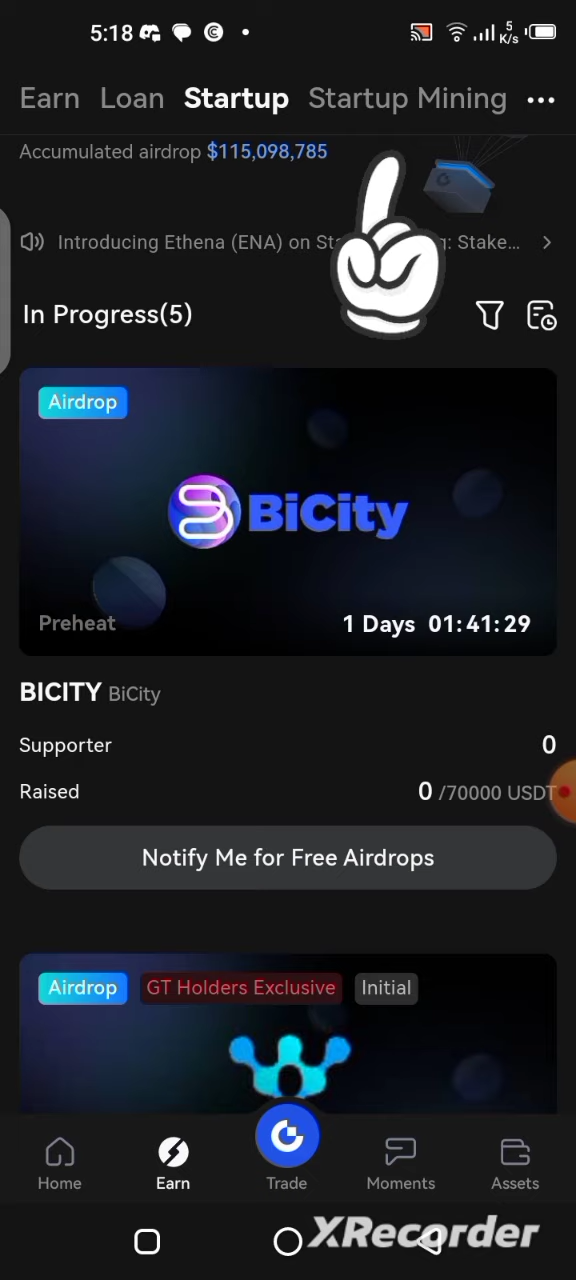 5:18
5
K/s
Earn Loan Startup Startup Mining
Accumulated airdrop $115,098,785
Introducing Ethena (ENA) on St g: Stake...
In Progress(5)
Airdrop
BiCity
Preheat 1 Days 01:41:29
BICITY BiCity
Supporter 0
Raised 0 /70000 USDT
Notify Me for Free Airdrops
Airdrop GT Holders Exclusive Initial
Home Earn Trade Moments Assets
XRecorder